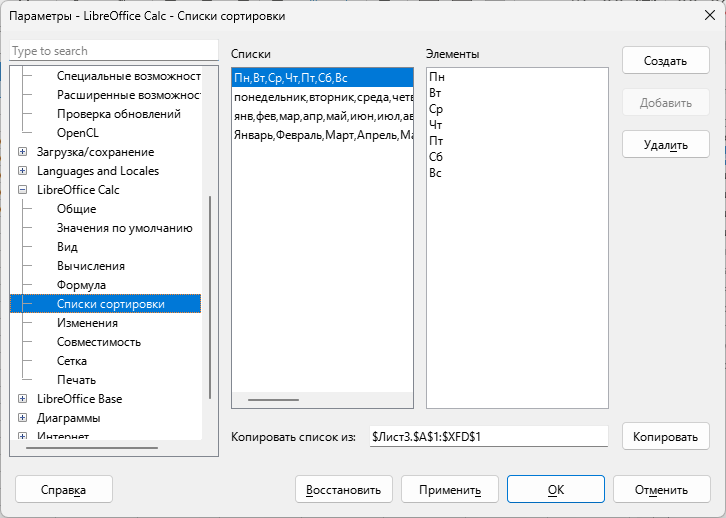 Параметры - LibreOffice Calc - Списки сортировки
Type to search
Специальные возможност
Расширенные возможност
Проверка обновлений
OpenCL
Загрузка/сохранение
Languages and Locales
LibreOffice Calc
Общие
Значения по умолчанию
Вид
Вычисления
Формула
Списки сортировки
Изменения
Совместимость
Сетка
Печать
LibreOffice Base
Диаграммы
Интернет
Списки
Пн,Вт,Ср,Чт,Пт,Сб,Вс
понедельник,вторник,среда,четв
янв,фев,мар,апр,май,июн,июл,ав
Январь,Февраль,Март,Апрель,Ма
Элементы
Пн
Вт
Ср
Чт
Пт
Сб
Вс
Создать
Добавить
Удалить
Копировать список из: $Лист3.$A$1:$XFD$1
Копировать
Справка
Восстановить
Применить
OK
Отменить